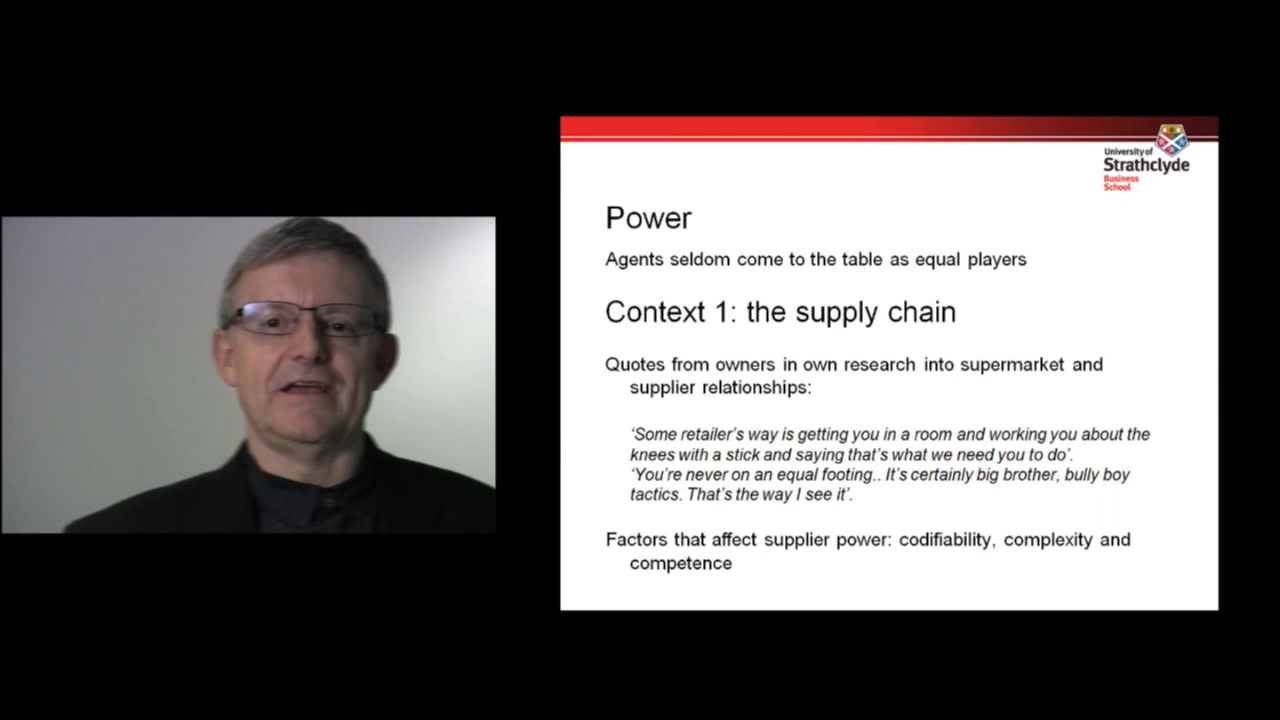 University of
Strathclyde
Business
School
Power
Agents seldom come to the table as equal players
Context 1: the supply chain
Quotes from owners in own research into supermarket and
supplier relationships:
‘Some retailer’s way is getting you in a room and working you about the
knees with a stick and saying that’s what we need you to do’.
‘You’re never on an equal footing.. It’s certainly big brother, bully boy
tactics. That’s the way I see it’.
Factors that affect supplier power: codifiability, complexity and
competence